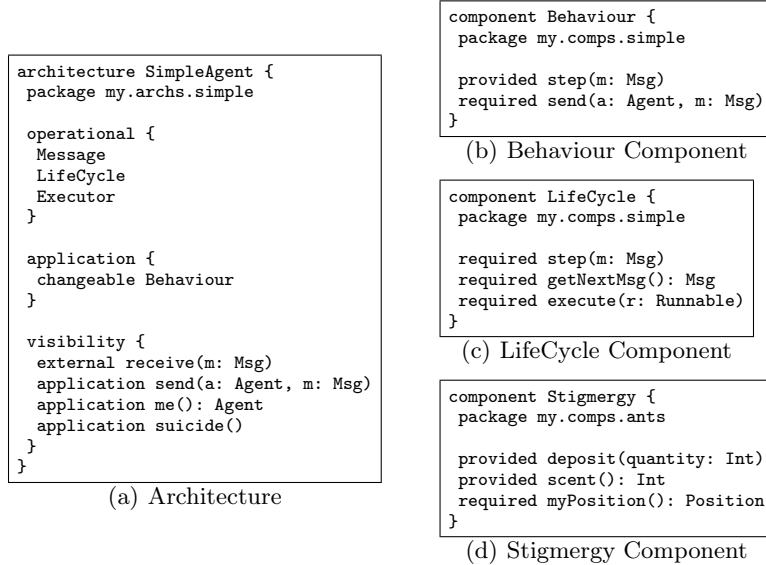 architecture SimpleAgent {
package my.archs.simple
operational {
Message
LifeCycle
Executor
}
application {
changeable Behaviour
}
visibility {
external receive(m: Msg)
application send(a: Agent, m: Msg)
application me(): Agent
application suicide()
}
}
(a) Architecture
component Behaviour {
package my.comps.simple
provided step(m: Msg)
required send(a: Agent, m: Msg)
}
(b) Behaviour Component
component LifeCycle {
package my.comps.simple
required step(m: Msg)
required getNextMsg(): Msg
required execute(r: Runnable)
}
(c) LifeCycle Component
component Stigmergy {
package my.comps.ants
provided deposit(quantity: Int)
provided scent(): Int
required myPosition(): Position
}
(d) Stigmergy Component